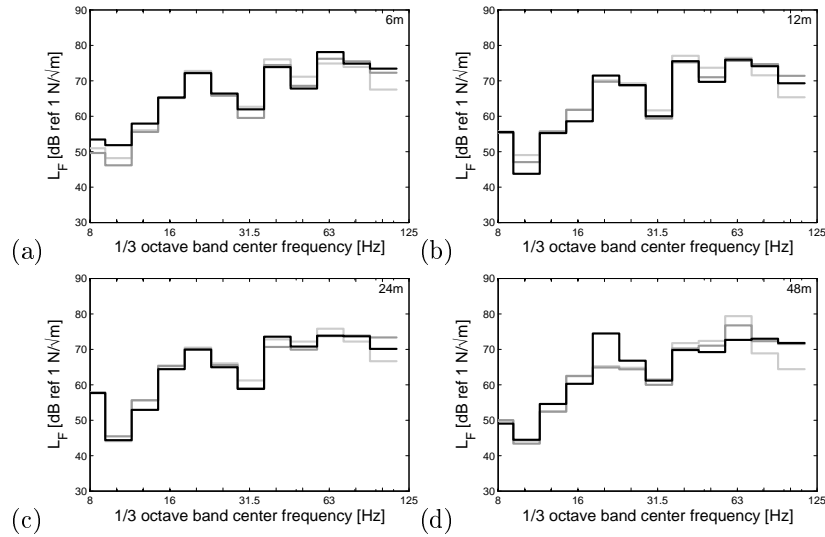 6m
90
80
70
60
50
40
30
L_F [dB ref 1 N/√m]
8 16 31.5 63 125
1/3 octave band center frequency [Hz]
(a)
12m
90
80
70
60
50
40
30
L_F [dB ref 1 N/√m]
8 16 31.5 63 125
1/3 octave band center frequency [Hz]
(b)
24m
90
80
70
60
50
40
30
L_F [dB ref 1 N/√m]
8 16 31.5 63 125
1/3 octave band center frequency [Hz]
(c)
48m
90
80
70
60
50
40
30
L_F [dB ref 1 N/√m]
8 16 31.5 63 125
1/3 octave band center frequency [Hz]
(d)